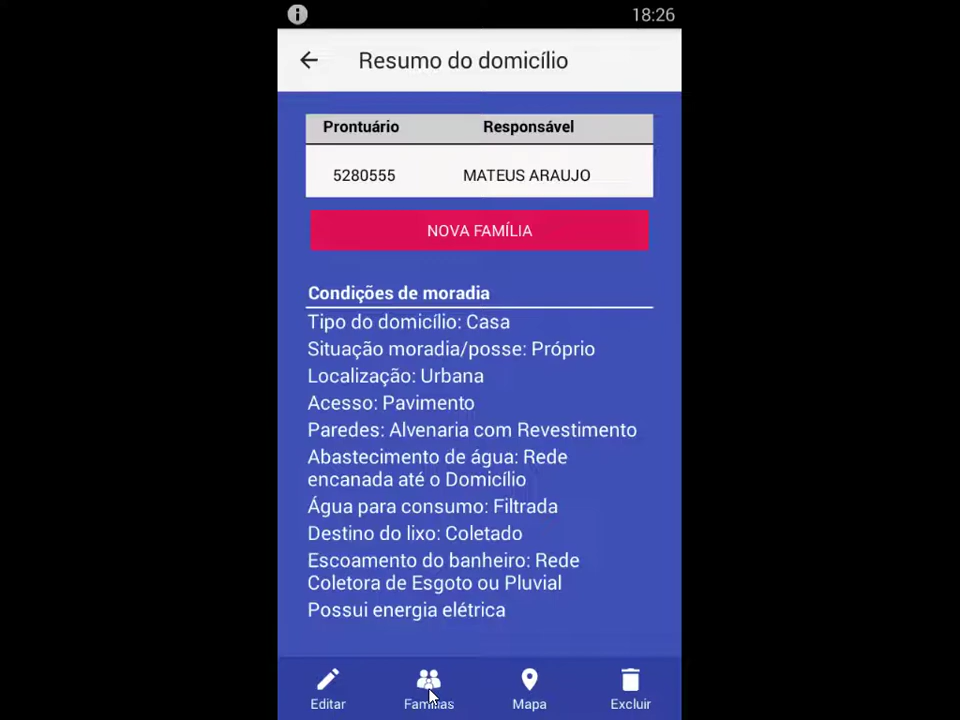 18:26
Resumo do domicílio
Prontuário Responsável
5280555 MATEUS ARAUJO
NOVA FAMÍLIA
Condições de moradia
Tipo do domicílio: Casa
Situação moradia/posse: Próprio
Localização: Urbana
Acesso: Pavimento
Paredes: Alvenaria com Revestimento
Abastecimento de água: Rede
encanada até o Domicílio
Água para consumo: Filtrada
Destino do lixo: Coletado
Escoamento do banheiro: Rede
Coletora de Esgoto ou Pluvial
Possui energia elétrica
Editar Famílias Mapa Excluir